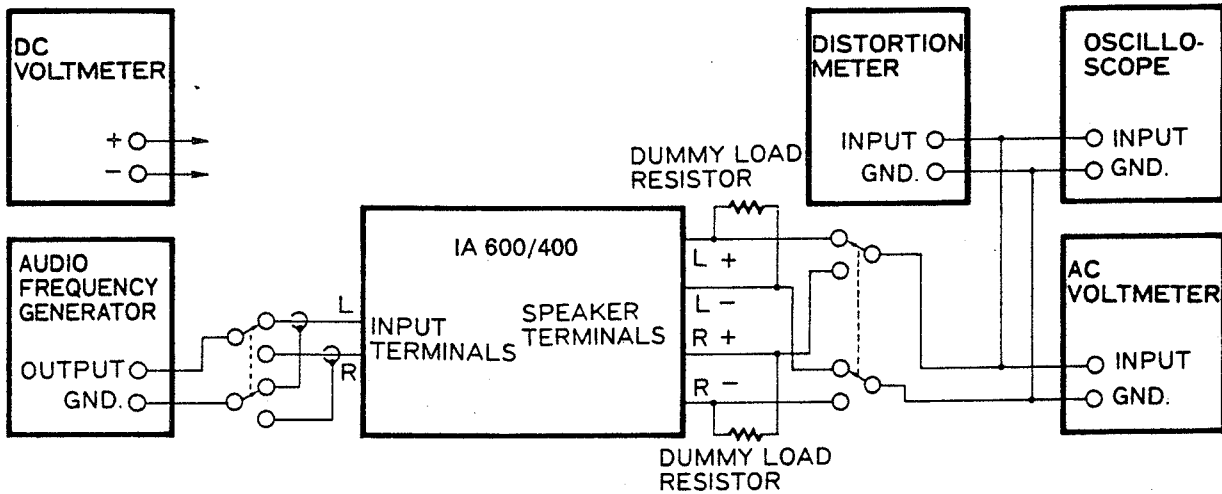 DC
VOLTMETER
+
-
AUDIO
FREQUENCY
GENERATOR
OUTPUT
GND.
L
R
IA 600/400
INPUT
TERMINALS
SPEAKER
TERMINALS
L +
L -
R +
R -
DUMMY LOAD
RESISTOR
DUMMY LOAD
RESISTOR
DISTORTION
METER
INPUT
GND.
OSCILLO-
SCOPE
INPUT
GND.
AC
VOLTMETER
INPUT
GND.